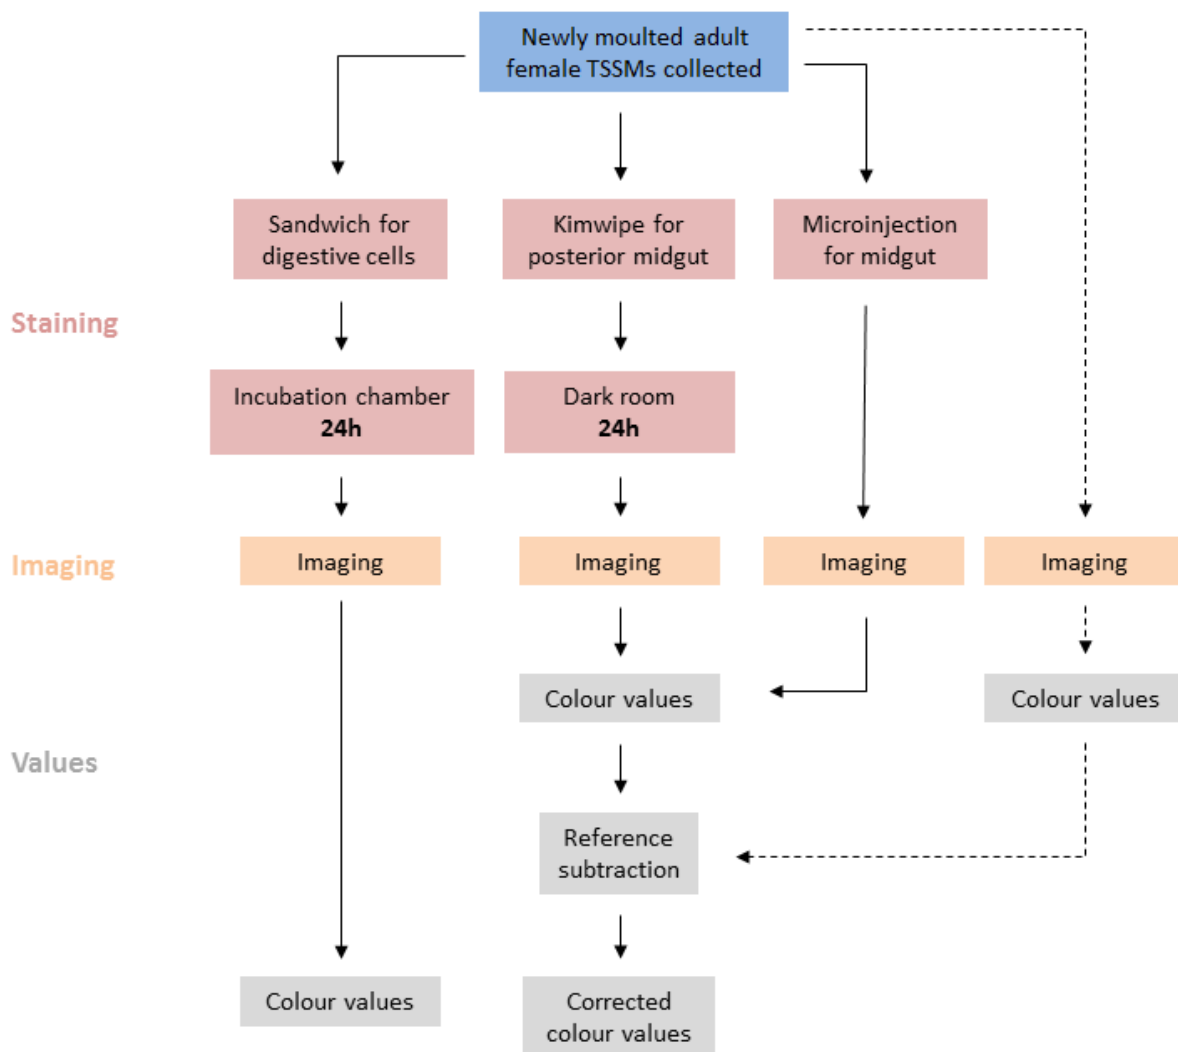 Newly moulted adult
female TSSMs collected
Sandwich for
digestive cells
Kimwipe for
posterior midgut
Microinjection
for midgut
Staining
Incubation chamber
24h
Dark room
24h
Imaging
Imaging
Imaging
Imaging
Imaging
Colour values
Colour values
Values
Reference
subtraction
Colour values
Corrected
colour values